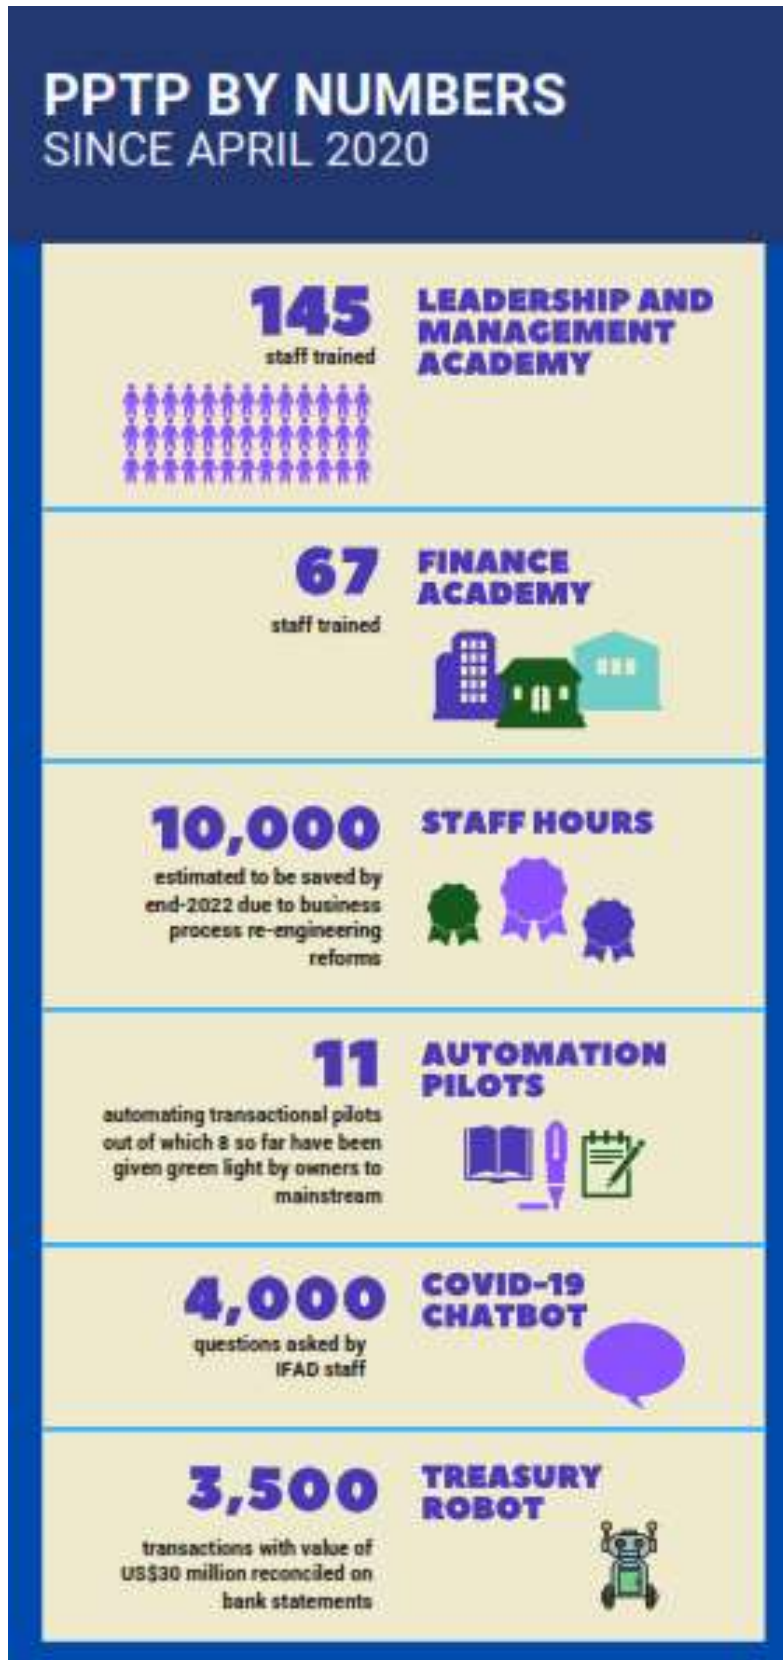 PPTP BY NUMBERS
SINCE APRIL 2020
145
staff trained
LEADERSHIP AND
MANAGEMENT
ACADEMY
67
staff trained
FINANCE
ACADEMY
10,000
estimated to be saved by
end-2022 due to business
process re-engineering
reforms
STAFF HOURS
11
automating transactional pilots
out of which 8 so far have been
given green light by owners to
mainstream
AUTOMATION
PILOTS
4,000
questions asked by
IFAD staff
COVID-19
CHATBOT
3,500
transactions with value of
US$30 million reconciled on
bank statements
TREASURY
ROBOT